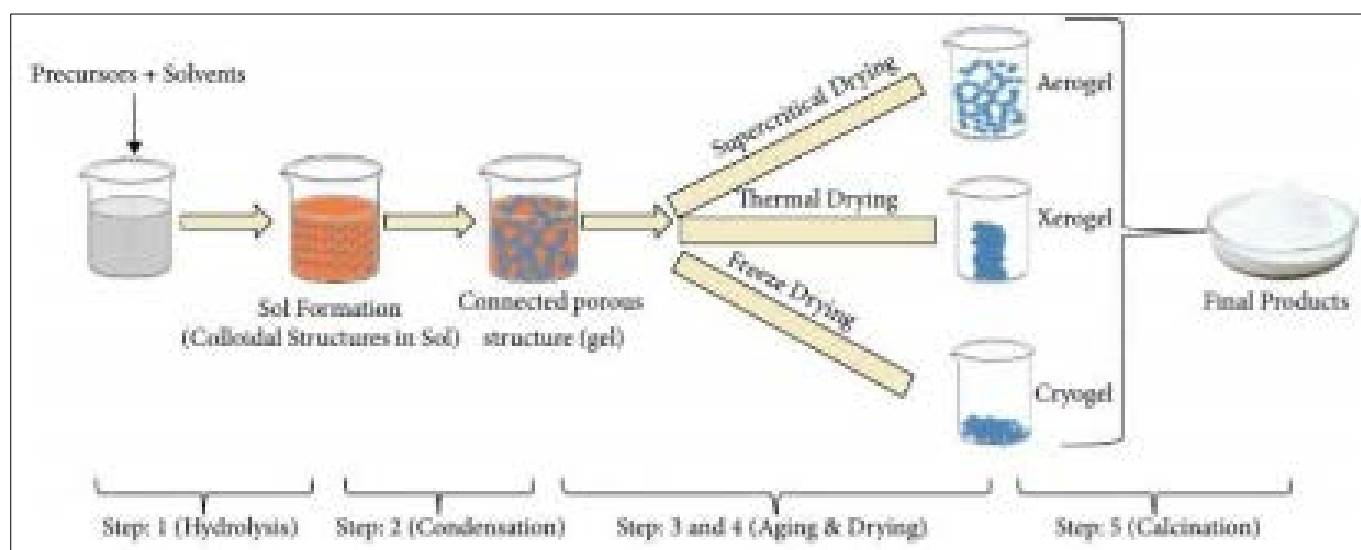 Precursors + Solvents
Sol Formation
(Colloidal Structures in Sol)
Connected porous
structure (gel)
Supercritical Drying
Thermal Drying
Freeze Drying
Aerogel
Xerogel
Cryogel
Final Products
Step: 1 (Hydrolysis)
Step: 2 (Condensation)
Step: 3 and 4 (Aging & Drying)
Step: 5 (Calcination)